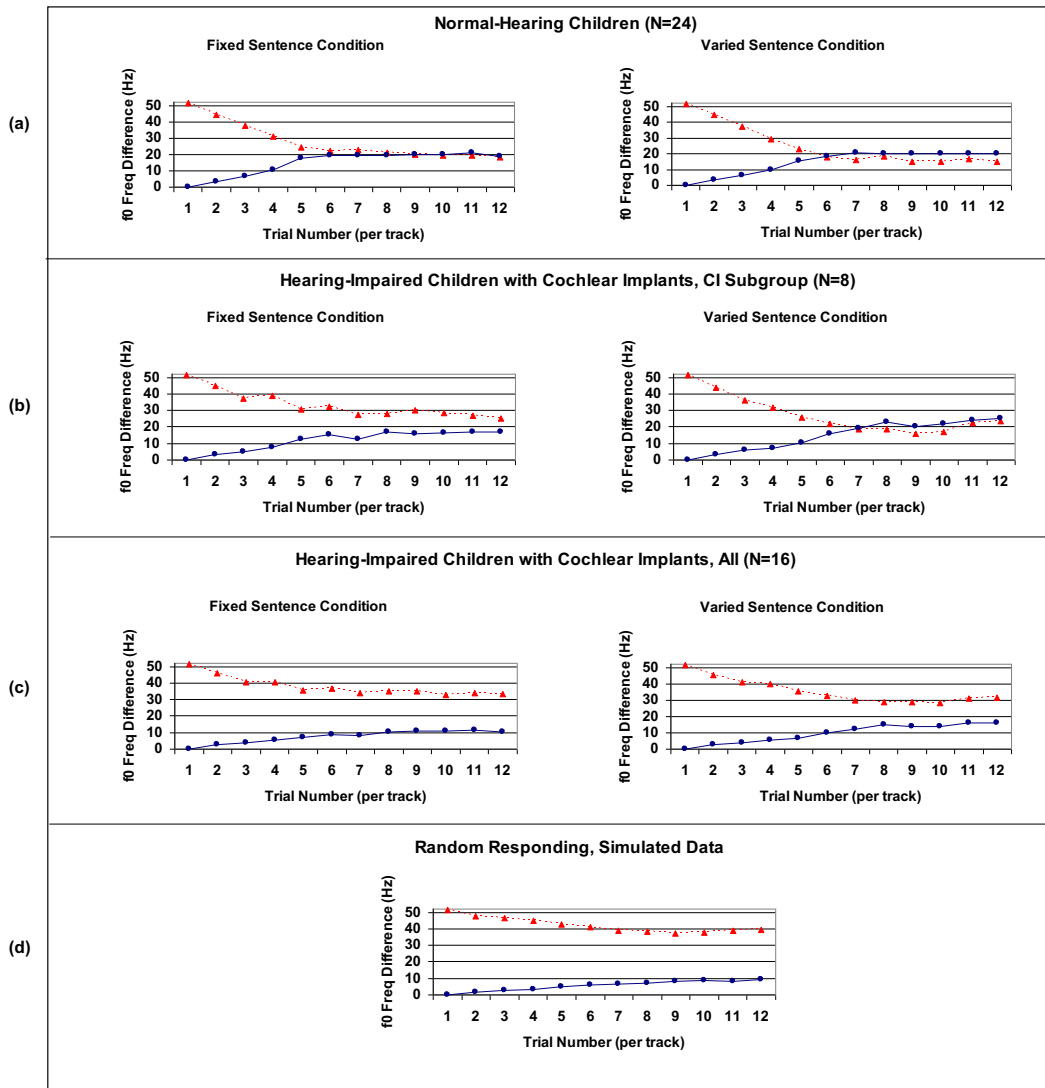 Normal-Hearing Children (N=24)
Fixed Sentence Condition
Varied Sentence Condition
(a)
f0 Freq Difference (Hz)
50
40
30
20
10
0
1 2 3 4 5 6 7 8 9 10 11 12
Trial Number (per track)
f0 Freq Difference (Hz)
50
40
30
20
10
0
1 2 3 4 5 6 7 8 9 10 11 12
Trial Number (per track)
Hearing-Impaired Children with Cochlear Implants, CI Subgroup (N=8)
Fixed Sentence Condition
Varied Sentence Condition
(b)
f0 Freq Difference (Hz)
50
40
30
20
10
0
1 2 3 4 5 6 7 8 9 10 11 12
Trial Number (per track)
f0 Freq Difference (Hz)
50
40
30
20
10
0
1 2 3 4 5 6 7 8 9 10 11 12
Trial Number (per track)
Hearing-Impaired Children with Cochlear Implants, All (N=16)
Fixed Sentence Condition
Varied Sentence Condition
(c)
f0 Freq Difference (Hz)
50
40
30
20
10
0
1 2 3 4 5 6 7 8 9 10 11 12
Trial Number (per track)
f0 Freq Difference (Hz)
50
40
30
20
10
0
1 2 3 4 5 6 7 8 9 10 11 12
Trial Number (per track)
Random Responding, Simulated Data
(d)
f0 Freq Difference (Hz)
50
40
30
20
10
0
1 2 3 4 5 6 7 8 9 10 11 12
Trial Number (per track)